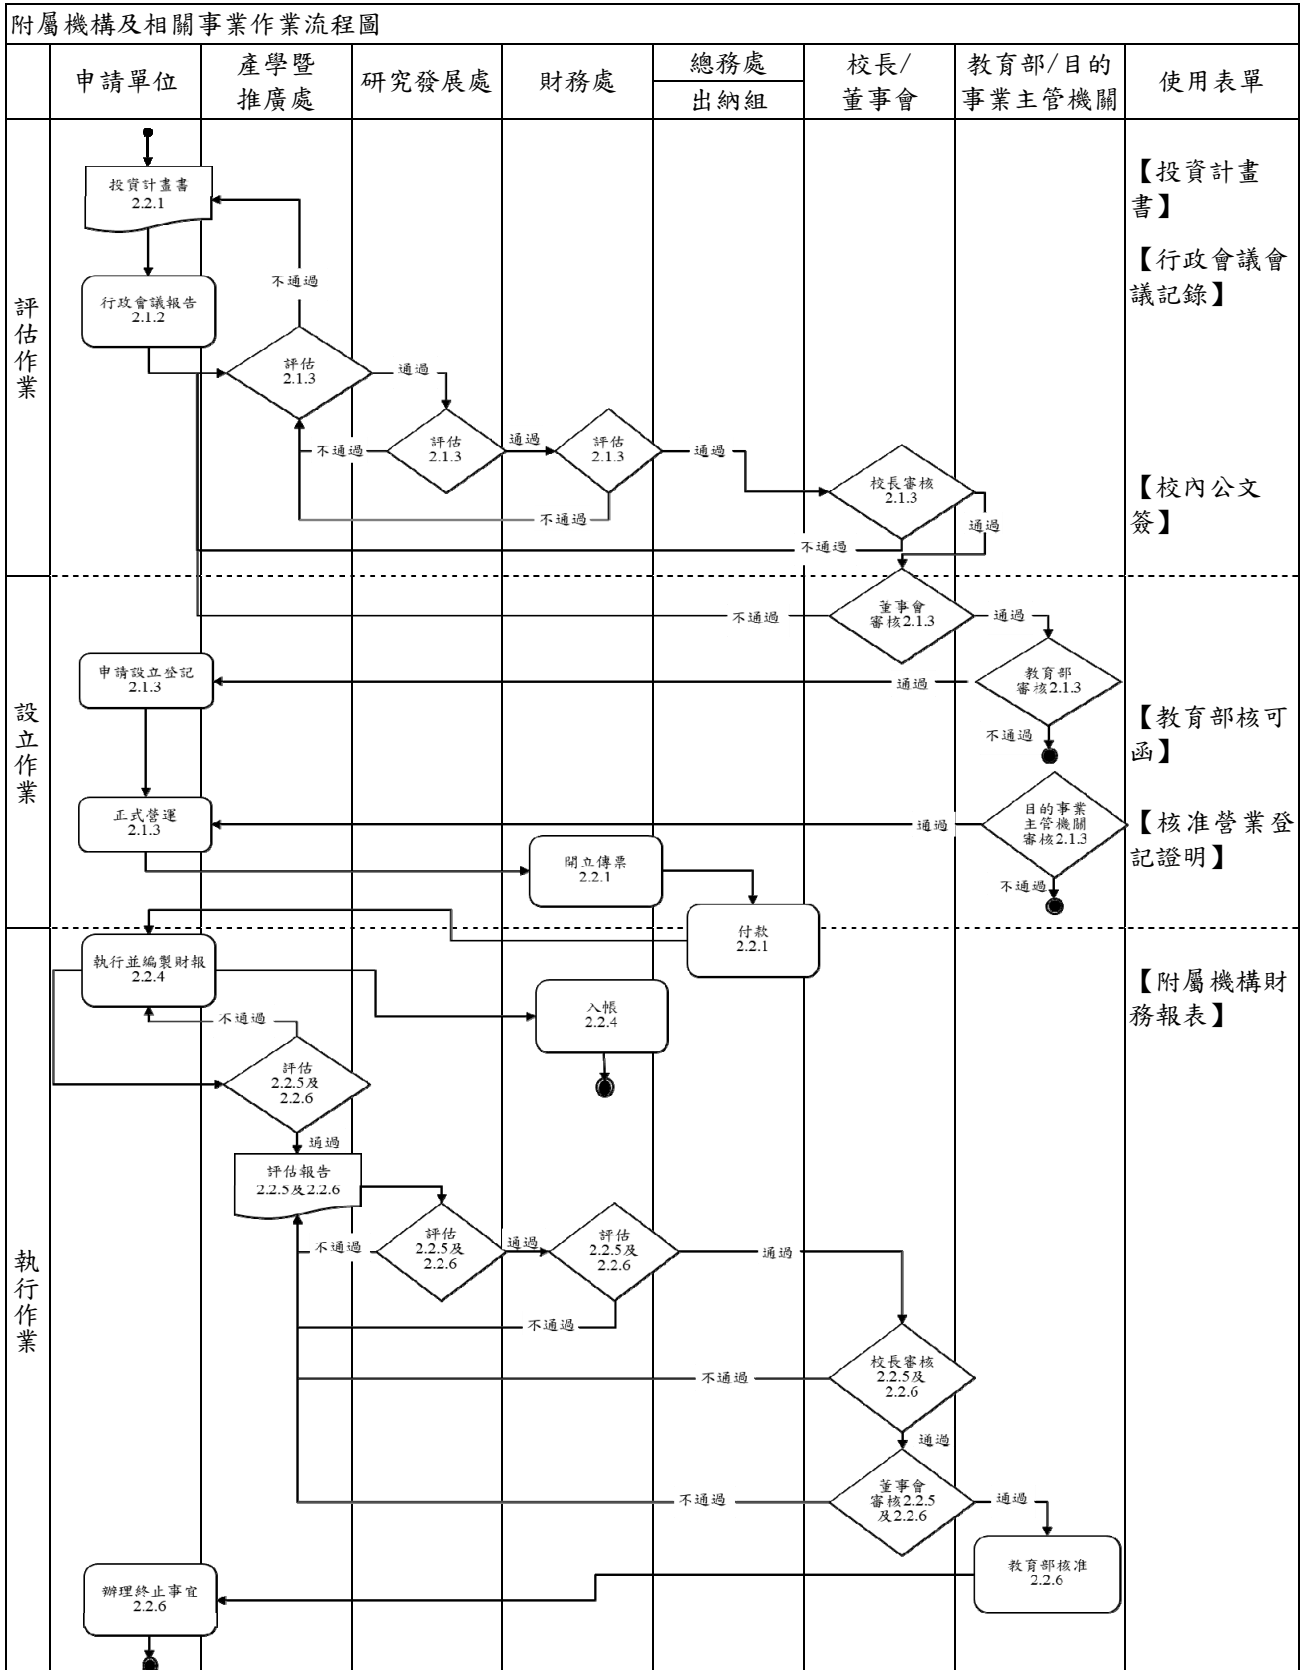 附屬機構及相關事業作業流程圖
申請單位
產學暨
推廣處
研究發展處
財務處
總務處
出納組
校長/
董事會
教育部/目的
事業主管機關
使用表單
評估作業
投資計畫書
2.2.1
行政會議報告
2.1.2
不通過
評估
2.1.3
通過
不通過
評估
2.1.3
通過
評估
2.1.3
通過
不通過
校長審核
2.1.3
通過
不通過
【投資計畫
書】
【行政會議會
議記錄】
【校內公文
簽】
設立作業
不通過
董事會
審核2.1.3
通過
申請設立登記
2.1.3
通過
教育部
審核2.1.3
不通過
正式營運
2.1.3
通過
目的事業
主管機關
審核2.1.3
不通過
開立傳票
2.2.1
付款
2.2.1
【教育部核可
函】
【核准營業登
記證明】
執行作業
執行並編製財報
2.2.4
不通過
入帳
2.2.4
【附屬機構財
務報表】
評估
2.2.5及
2.2.6
通過
評估報告
2.2.5及2.2.6
不通過
評估
2.2.5及
2.2.6
通過
評估
2.2.5及
2.2.6
通過
不通過
不通過
校長審核
2.2.5及
2.2.6
通過
不通過
董事會
審核2.2.5
及2.2.6
通過
教育部核准
2.2.6
辦理終止事宜
2.2.6